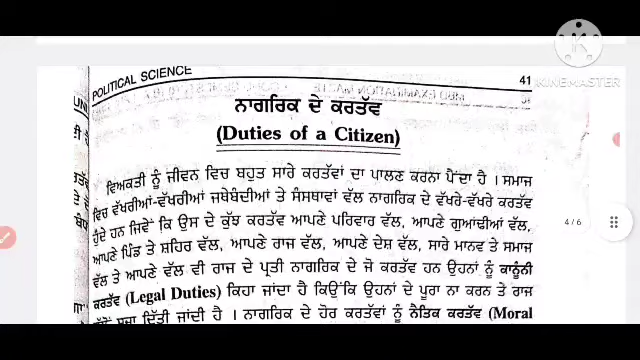 POLITICAL SCIENCE
41
KINEMASTER
ਨਾਗਰਿਕ ਦੇ ਕਰਤੱਵ
(Duties of a Citizen)
ਵਿਅਕਤੀ ਨੂੰ ਜੀਵਨ ਵਿਚ ਬਹੁਤ ਸਾਰੇ ਕਰਤੱਵਾਂ ਦਾ ਪਾਲਣ ਕਰਨਾ ਪੈਂਦਾ ਹੈ । ਸਮਾਜ
ਵਿਚ ਵੱਖਰੀਆਂ-ਵੱਖਰੀਆਂ ਜਥੇਬੰਦੀਆਂ ਤੇ ਸੰਸਥਾਵਾਂ ਵੱਲ ਨਾਗਰਿਕ ਦੇ ਵੱਖਰੇ-ਵੱਖਰੇ ਕਰਤੱਵ
ਹੁੰਦੇ ਹਨ ਜਿਵੇਂ ਕਿ ਉਸ ਦੇ ਕੁੱਝ ਕਰਤੱਵ ਆਪਣੇ ਪਰਿਵਾਰ ਵੱਲ, ਆਪਣੇ ਗੁਆਂਢੀਆਂ ਵੱਲ,
4/6
ਆਪਣੇ ਪਿੰਡ ਤੇ ਸ਼ਹਿਰ ਵੱਲ, ਆਪਣੇ ਰਾਜ ਵੱਲ, ਆਪਣੇ ਦੇਸ਼ ਵੱਲ, ਸਾਰੇ ਮਾਨਵ ਤੇ ਸਮਾਜ
ਵੱਲ ਤੇ ਆਪਣੇ ਵੱਲ ਵੀ ਰਾਜ ਦੇ ਪ੍ਰਤੀ ਨਾਗਰਿਕ ਦੇ ਜੋ ਕਰਤੱਵ ਹਨ ਉਹਨਾਂ ਨੂੰ ਕਾਨੂੰਨੀ
ਕਰਤੱਵ (Legal Duties) ਕਿਹਾ ਜਾਂਦਾ ਹੈ ਕਿਉਂਕਿ ਉਹਨਾਂ ਦੇ ਪੂਰਾ ਨਾ ਕਰਨ ਤੇ ਰਾਜ
ਦਿੱਤੀ ਜਾਂਦੀ ਹੈ । ਨਾਗਰਿਕ ਦੇ ਹੋਰ ਕਰਤੱਵਾਂ ਨੂੰ ਨੈਤਿਕ ਕਰਤੱਵ (Moral